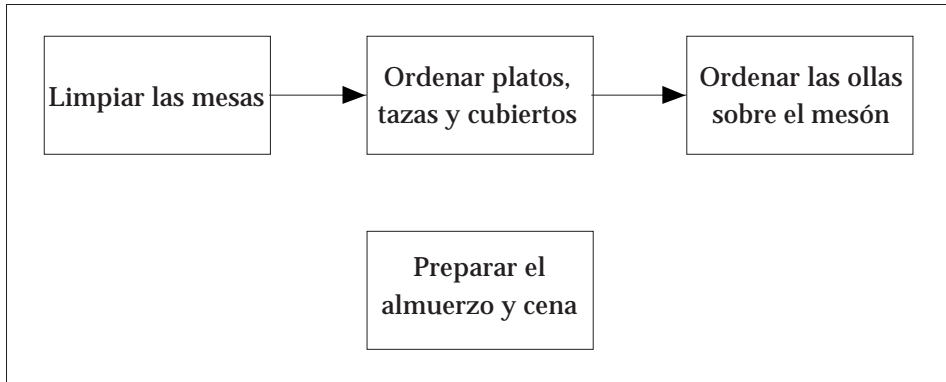 Limpiar las mesas
Ordenar platos,
tazas y cubiertos
Ordenar las ollas
sobre el mesón
Preparar el
almuerzo y cena